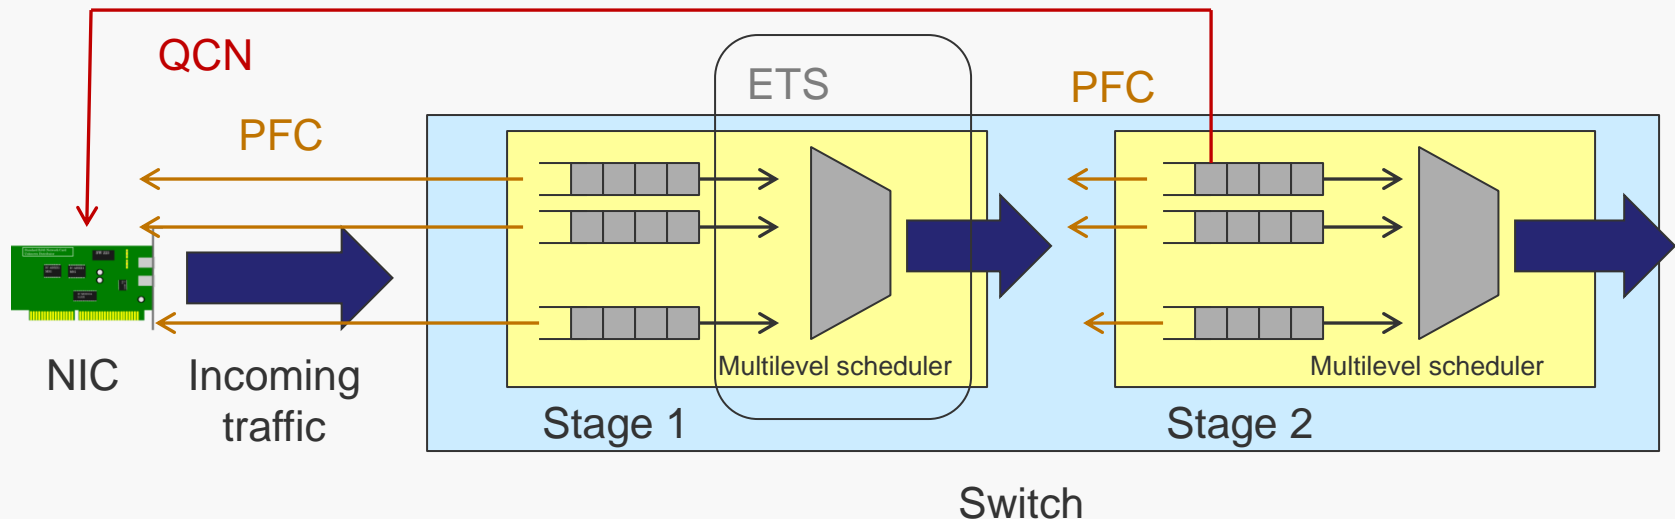 QCN
ETS
PFC
PFC
NIC
Incoming
traffic
Multilevel scheduler
Multilevel scheduler
Stage 1
Stage 2
Switch